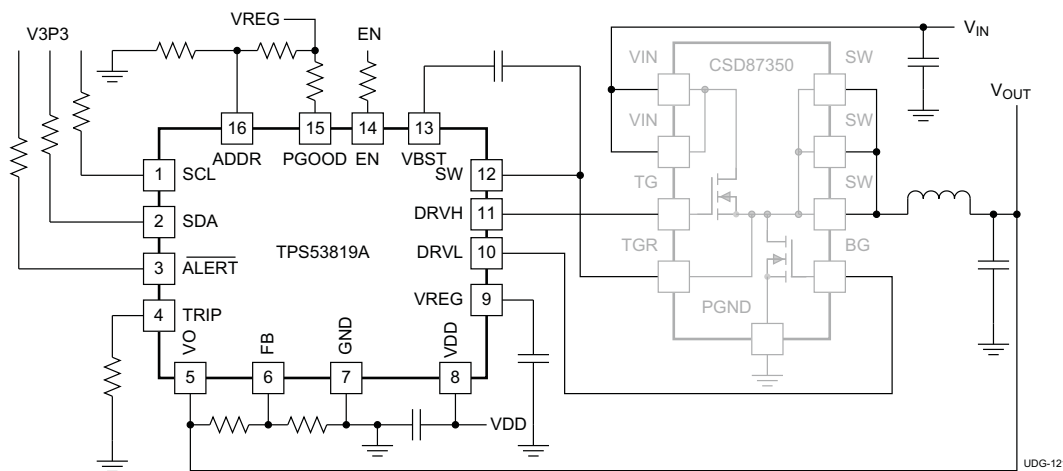 VREG
V3P3
EN
VIN
VIN
CSD87350
SW
VOUT
16
15
14
13
VIN
SW
ADDR
PGOOD
EN
VBST
1
SCL
SW
12
TG
SW
2
SDA
DRVH
11
TPS53819A
DRVL
10
TGR
BG
3
ALERT
VREG
9
PGND
4
TRIP
VO
FB
GND
VDD
5
6
7
8
VDD
UDG-12